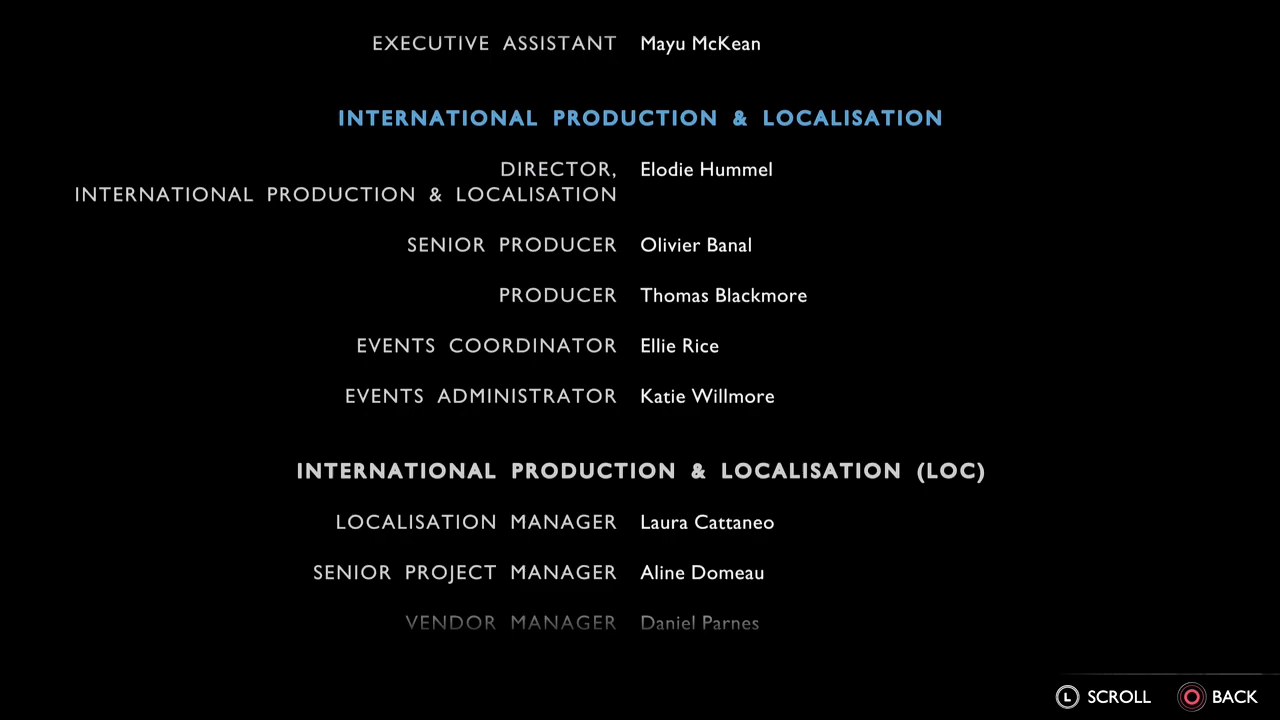 EXECUTIVE ASSISTANT Mayu McKean
INTERNATIONAL PRODUCTION & LOCALISATION
DIRECTOR, Elodie Hummel
INTERNATIONAL PRODUCTION & LOCALISATION
SENIOR PRODUCER Olivier Banal
PRODUCER Thomas Blackmore
EVENTS COORDINATOR Ellie Rice
EVENTS ADMINISTRATOR Katie Willmore
INTERNATIONAL PRODUCTION & LOCALISATION (LOC)
LOCALISATION MANAGER Laura Cattaneo
SENIOR PROJECT MANAGER Aline Domeau
VENDOR MANAGER Daniel Parnes
L SCROLL BACK